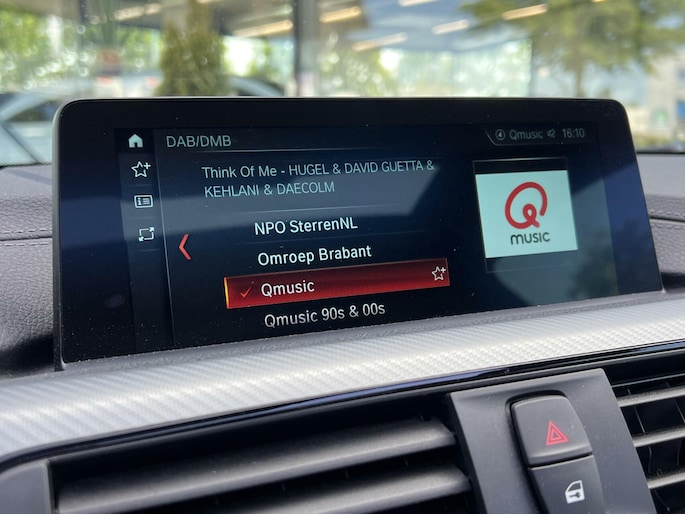 DAB/DMB
Qmusic 16:10
Think Of Me - HUGEL & DAVID GUETTA &
KEHLANI & DAECOLM
NPO SterrenNL
Omroep Brabant
Qmusic
Qmusic 90s & 00s
Q
MUSIC